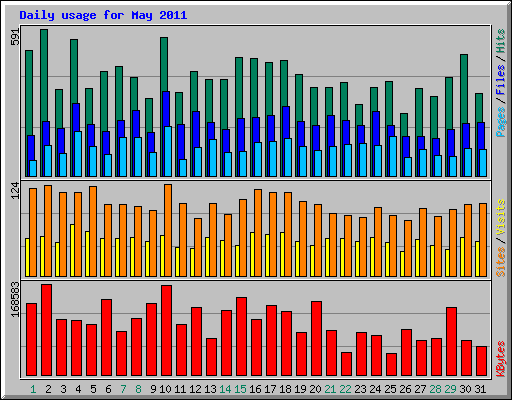 Daily usage for May 2011
591
Pages / Files / Hits
124
Sites / Visits
168583
KBytes
1 2 3 4 5 6 7 8 9 10 11 12 13 14 15 16 17 18 19 20 21 22 23 24 25 26 27 28 29 30 31